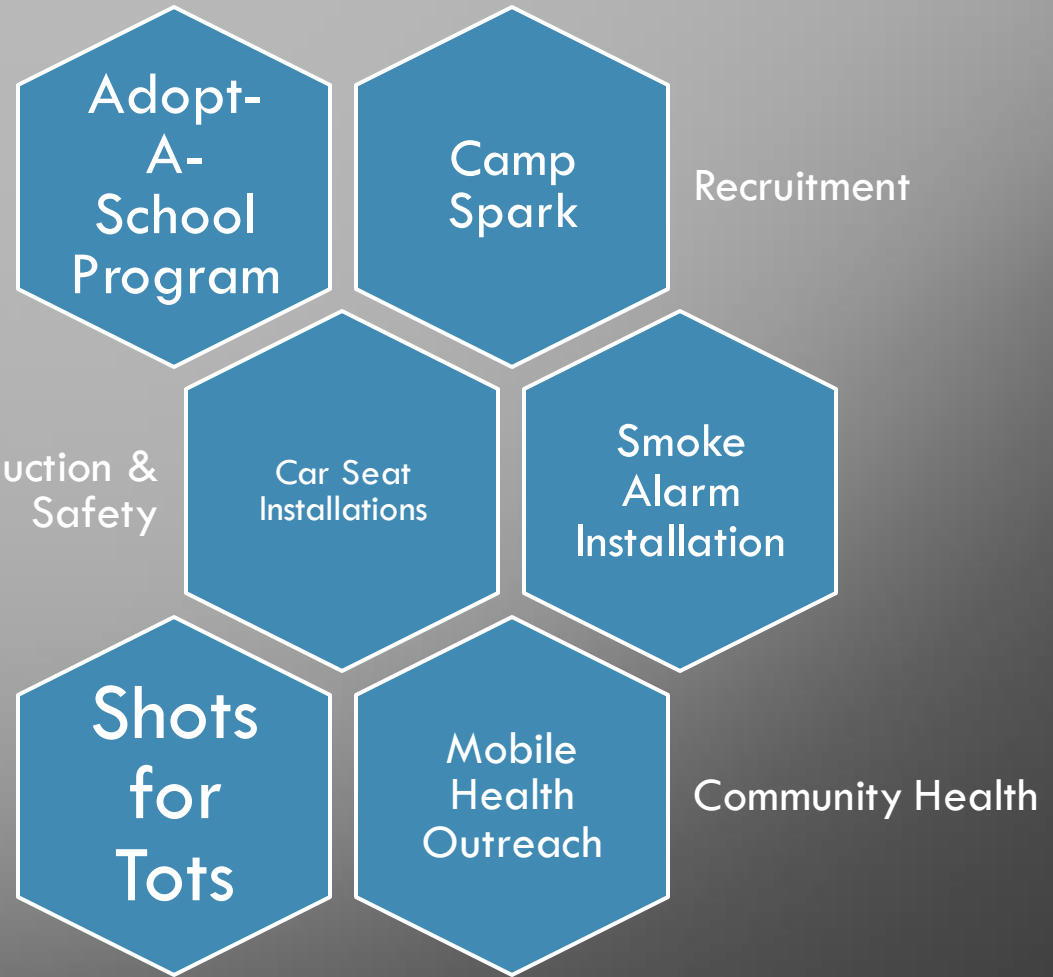 Adopt-
A-
School
Program
Camp
Spark
Recruitment
uction &
Safety
Car Seat
Installations
Smoke
Alarm
Installation
Shots
for
Tots
Mobile
Health
Outreach
Community Health